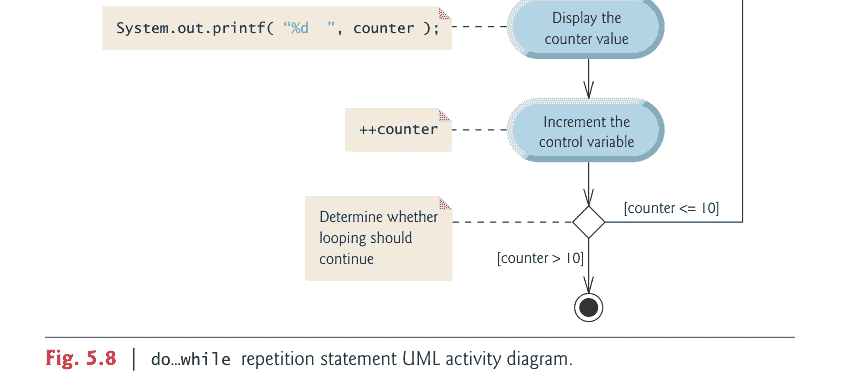 Display the
counter value
System.out.printf( “%d  ”, counter );
Increment the
control variable
++counter
Determine whether
looping should
continue
[counter <= 10]
[counter > 10]
Fig. 5.8 | do…while repetition statement UML activity diagram.